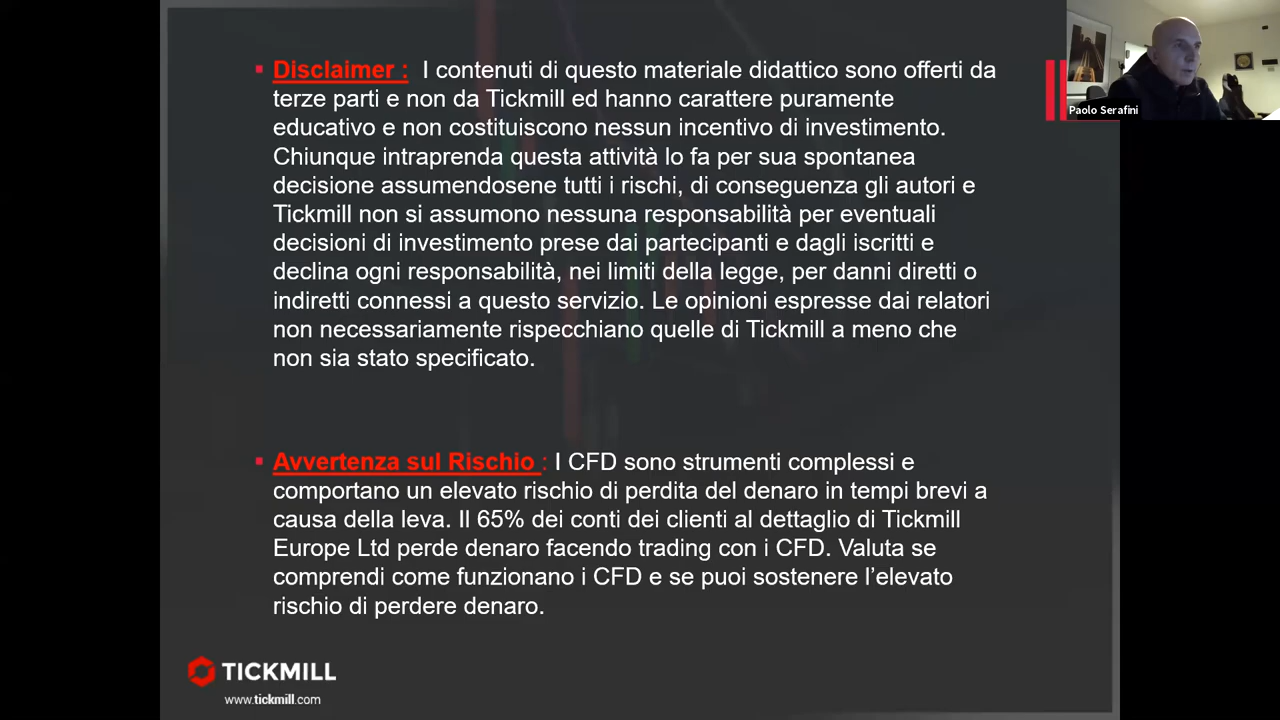 Disclaimer : I contenuti di questo materiale didattico sono offerti da
terze parti e non da Tickmill ed hanno carattere puramente
educativo e non costituiscono nessun incentivo di investimento.
Chiunque intraprenda questa attività lo fa per sua spontanea
decisione assumendosene tutti i rischi, di conseguenza gli autori e
Tickmill non si assumono nessuna responsabilità per eventuali
decisioni di investimento prese dai partecipanti e dagli iscritti e
declina ogni responsabilità, nei limiti della legge, per danni diretti o
indiretti connessi a questo servizio. Le opinioni espresse dai relatori
non necessariamente rispecchiano quelle di Tickmill a meno che
non sia stato specificato.
Avvertenza sul Rischio : I CFD sono strumenti complessi e
comportano un elevato rischio di perdita del denaro in tempi brevi a
causa della leva. Il 65% dei conti dei clienti al dettaglio di Tickmill
Europe Ltd perde denaro facendo trading con i CFD. Valuta se
comprendi come funzionano i CFD e se puoi sostenere l’elevato
rischio di perdere denaro.
TICKMILL
www.tickmill.com
Paolo Serafini